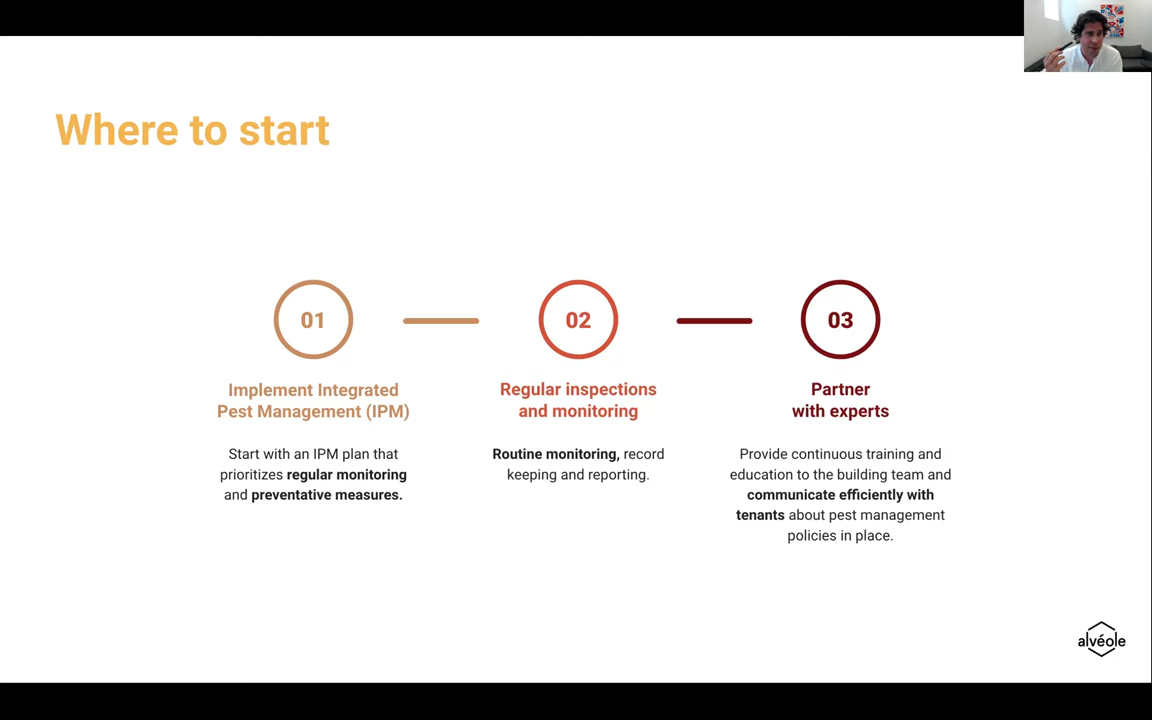 Where to start
01
02
03
Implement Integrated
Pest Management (IPM)
Start with an IPM plan that
prioritizes regular monitoring
and preventative measures.
Regular inspections
and monitoring
Routine monitoring, record
keeping and reporting.
Partner
with experts
Provide continuous training and
education to the building team and
communicate efficiently with
tenants about pest management
policies in place.
alvéole